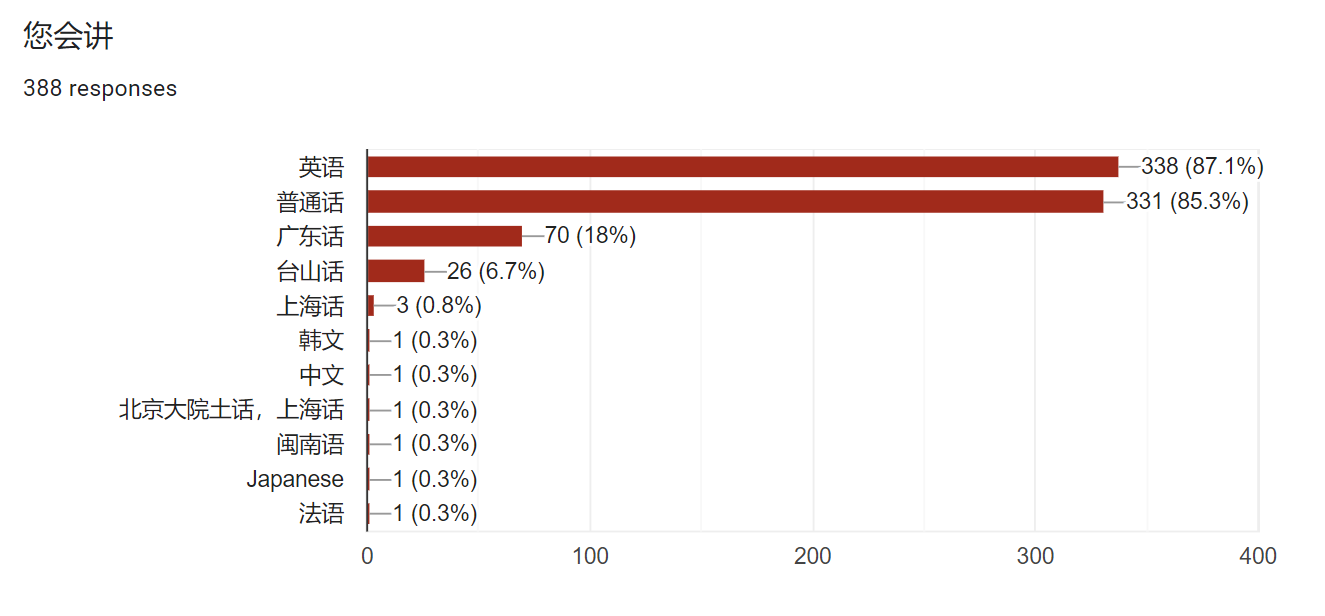 您会讲
388 responses
英语 338 (87.1%)
普通话 331 (85.3%)
广东话 70 (18%)
台山话 26 (6.7%)
上海话 3 (0.8%)
韩文 1 (0.3%)
中文 1 (0.3%)
北京大院土话，上海话 1 (0.3%)
闽南语 1 (0.3%)
Japanese 1 (0.3%)
法语 1 (0.3%)
0 100 200 300 400